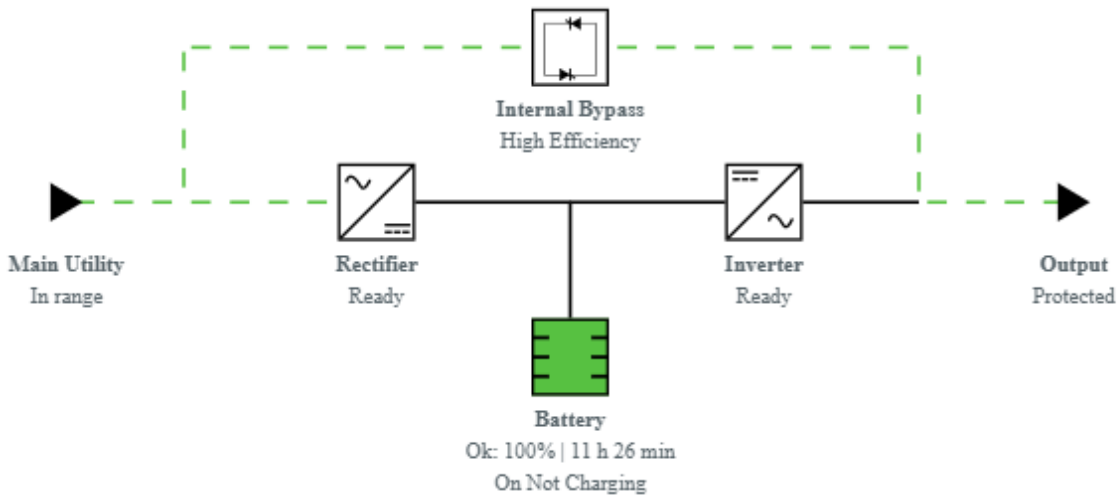 Internal Bypass
High Efficiency
Main Utility
In range
Rectifier
Ready
Inverter
Ready
Output
Protected
Battery
Ok: 100% | 11 h 26 min
On Not Charging